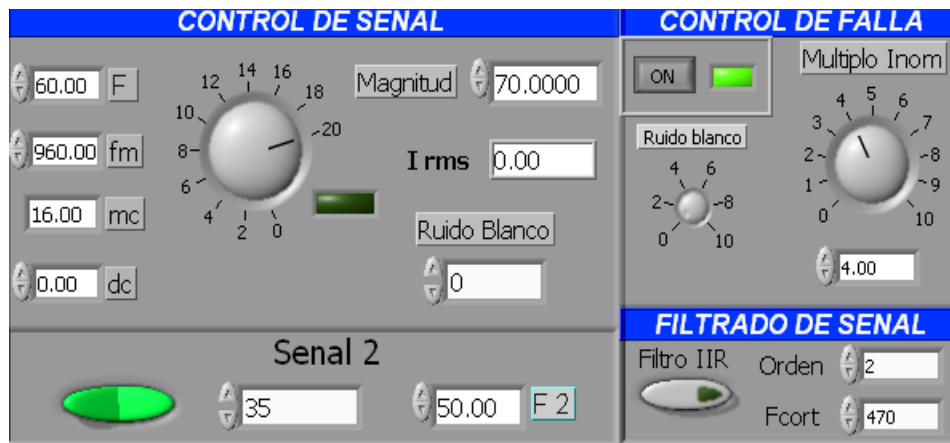 CONTROL DE SENAL
60.00 F
960.00 fm
16.00 mc
0.00 dc
0 2 4 6 8 10 12 14 16 18 20 0
Magnitud 70.0000
I rms 0.00
Ruido Blanco
0
Senal 2
35
50.00 F 2
CONTROL DE FALLA
ON
Multiplo Inom
Ruido blanco
0 2 4 6 8 10
0 1 2 3 4 5 6 7 8 9 10
4.00
FILTRADO DE SENAL
Filtro IIR
Orden 2
Fcort 470